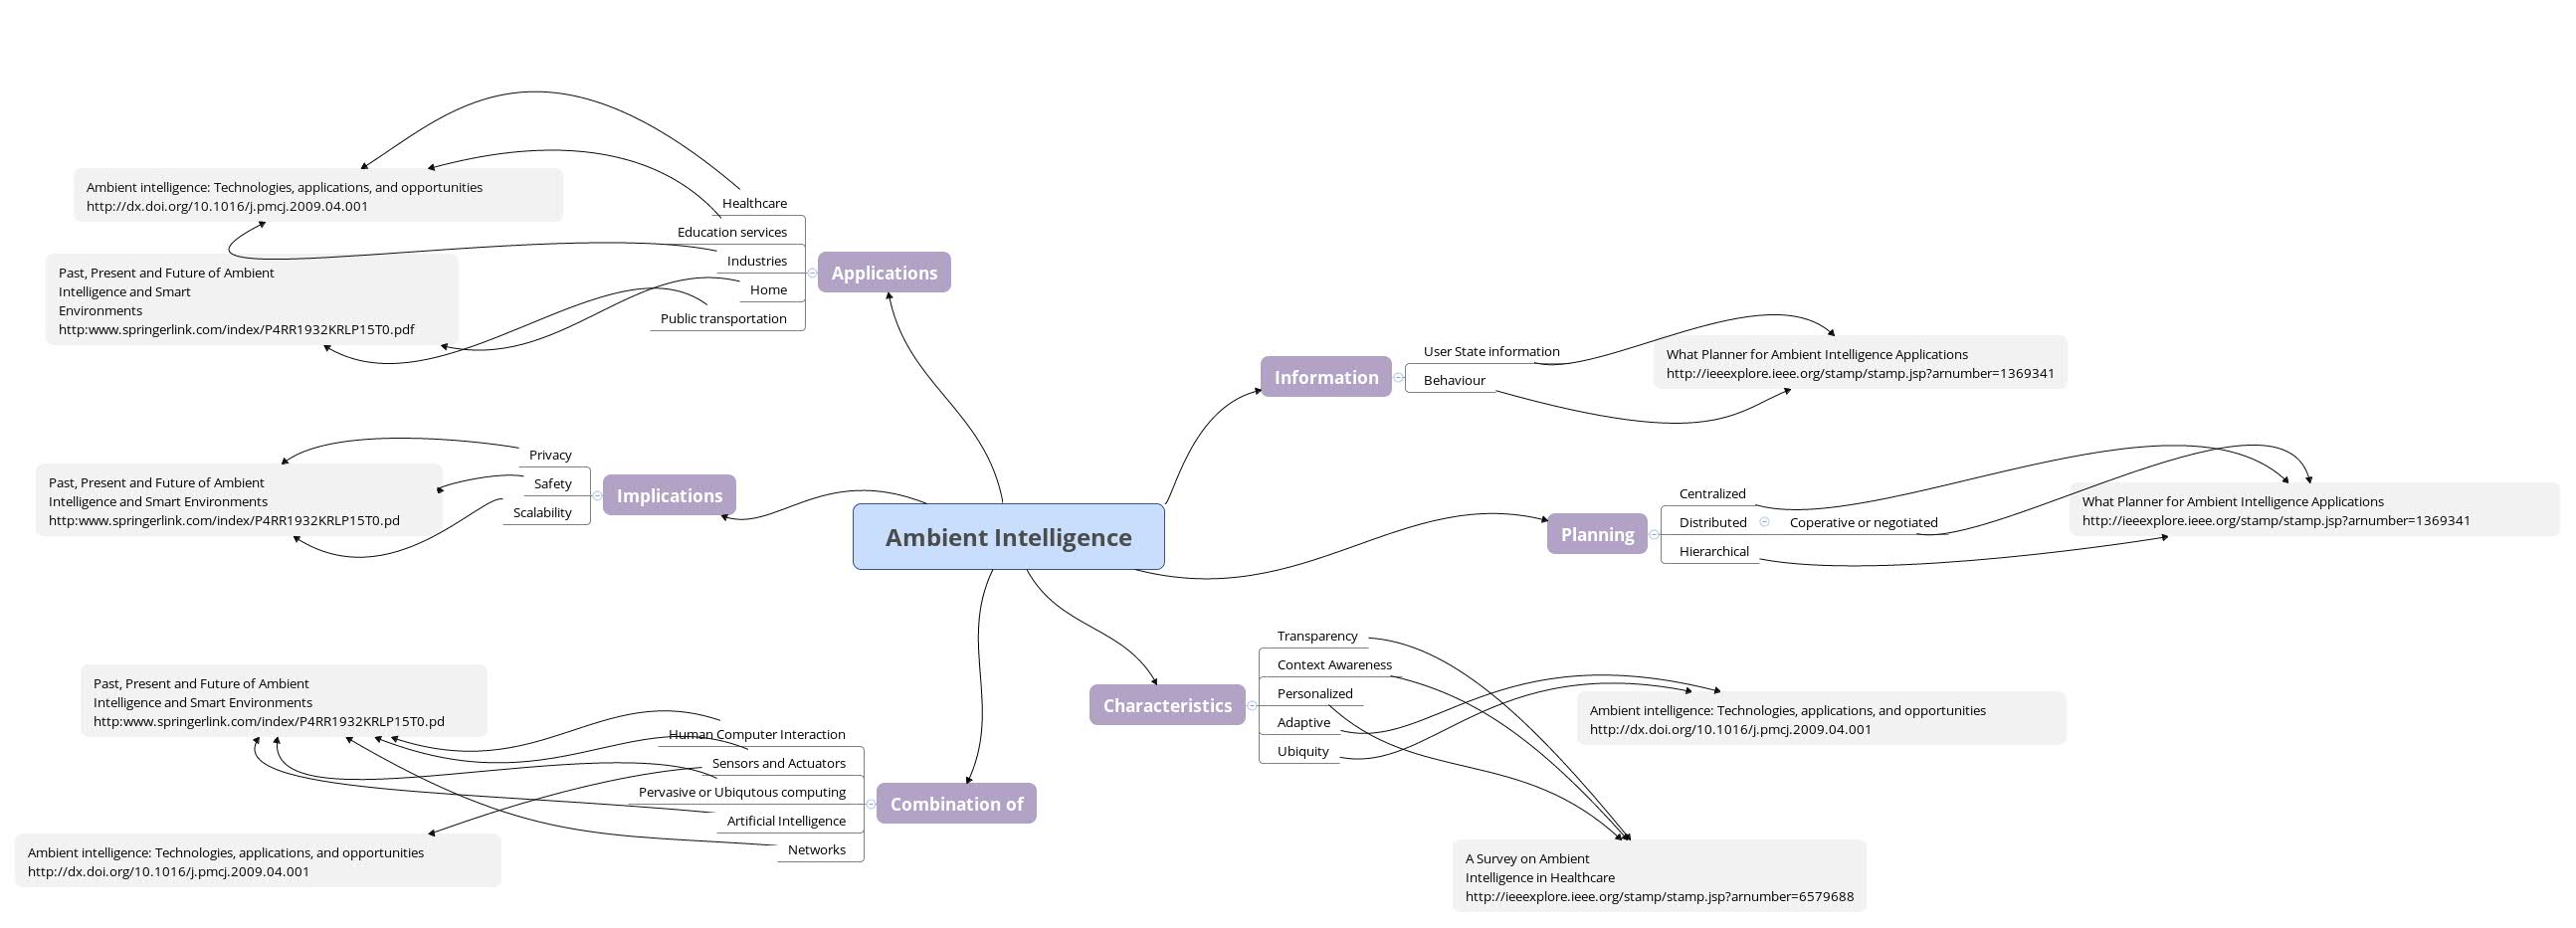 Ambient Intelligence
Applications
Healthcare
Education services
Industries
Home
Public transportation
Ambient intelligence: Technologies, applications, and opportunities
http://dx.doi.org/10.1016/j.pmcj.2009.04.001
Past, Present and Future of Ambient
Intelligence and Smart
Environments
http:www.springerlink.com/index/P4RR1932KRLP15T0.pdf
Implications
Privacy
Safety
Scalability
Past, Present and Future of Ambient
Intelligence and Smart Environments
http:www.springerlink.com/index/P4RR1932KRLP15T0.pd
Combination of
Human Computer Interaction
Sensors and Actuators
Pervasive or Ubiqutous computing
Artificial Intelligence
Networks
Past, Present and Future of Ambient
Intelligence and Smart Environments
http:www.springerlink.com/index/P4RR1932KRLP15T0.pd
Ambient intelligence: Technologies, applications, and opportunities
http://dx.doi.org/10.1016/j.pmcj.2009.04.001
Information
User State information
Behaviour
What Planner for Ambient Intelligence Applications
http://ieeexplore.ieee.org/stamp/stamp.jsp?arnumber=1369341
Planning
Centralized
Distributed
Coperative or negotiated
Hierarchical
What Planner for Ambient Intelligence Applications
http://ieeexplore.ieee.org/stamp/stamp.jsp?arnumber=1369341
Characteristics
Transparency
Context Awareness
Personalized
Adaptive
Ubiquity
Ambient intelligence: Technologies, applications, and opportunities
http://dx.doi.org/10.1016/j.pmcj.2009.04.001
A Survey on Ambient
Intelligence in Healthcare
http://ieeexplore.ieee.org/stamp/stamp.jsp?arnumber=6579688